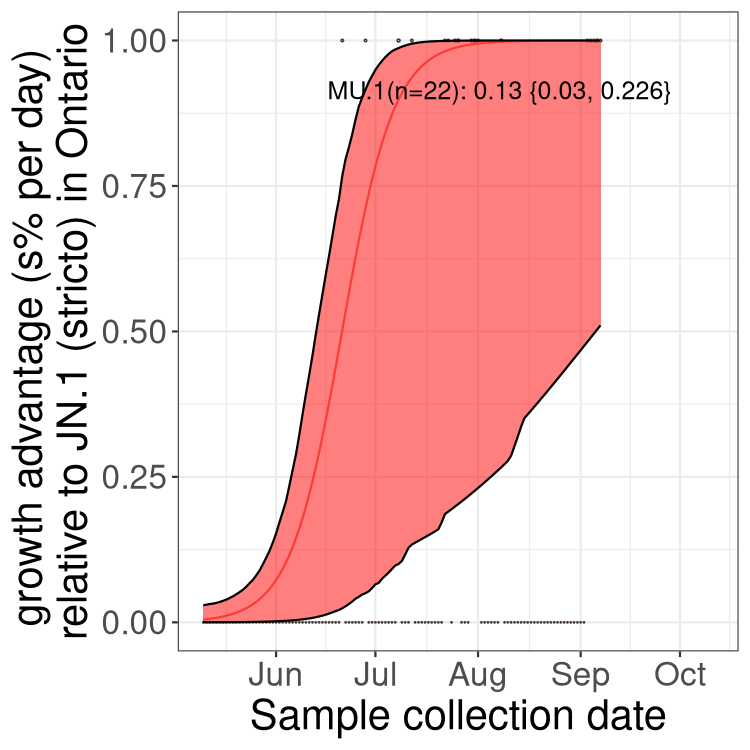 growth advantage (s% per day)
relative to JN.1 (stricto) in Ontario
1.00
0.75
0.50
0.25
0.00
MU.1(n=22): 0.13 {0.03, 0.226}
Jun Jul Aug Sep Oct
Sample collection date